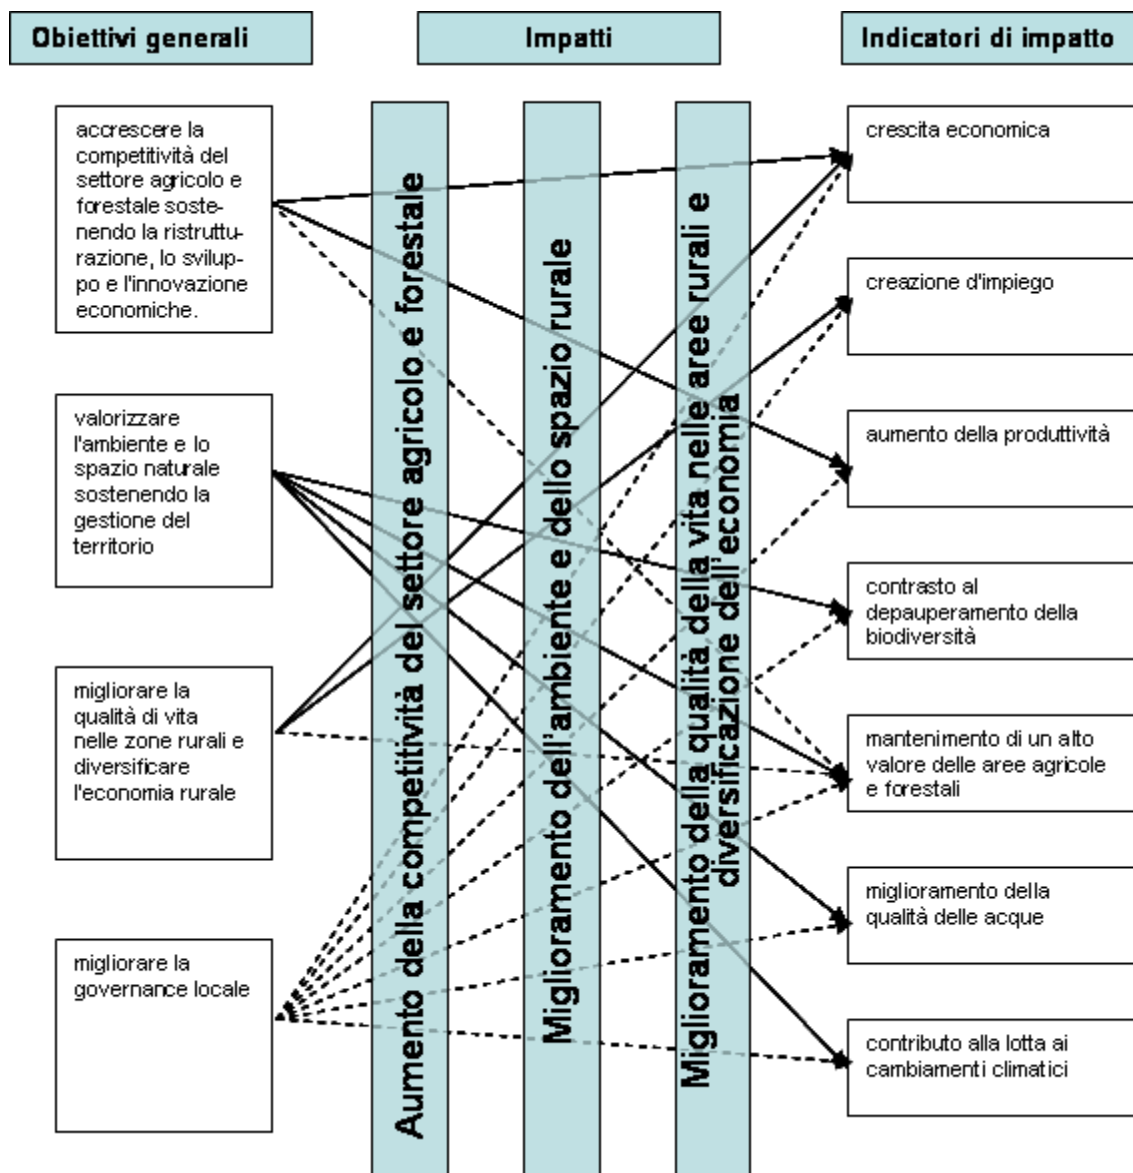 Obiettivi generali
Impatti
Indicatori di impatto
accrescere la
competitività del
settore agricolo e
forestale soste-
nendo la ristruttu-
razione, lo svilup-
po e l'innovazione
economiche.
valorizzare
l'ambiente e lo
spazio naturale
sostenendo la
gestione del
territorio
migliorare la
qualità di vita
nelle zone rurali e
diversificare
l'economia rurale
migliorare la
governance locale
Aumento della competitività del settore agricolo e forestale
Miglioramento dell'ambiente e dello spazio rurale
Miglioramento della qualità della vita nelle aree rurali e
diversificazione dell'economia
crescita economica
creazione d'impiego
aumento della produttività
contrasto al
depauperamento della
biodiversità
mantenimento di un alto
valore delle aree agricole
e forestali
miglioramento della
qualità delle acque
contributo alla lotta ai
cambiamenti climatici